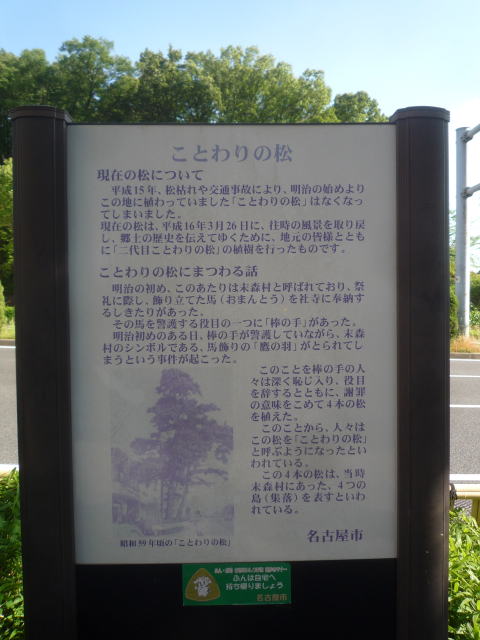 ことわりの松
現在の松について
平成15年、松枯れや交通事故により、明治の始めより
この地に植わっていました「ことわりの松」はなくなっ
てしまいました。
現在の松は、平成16年3月26日に、往時の風景を取り戻
し、郷土の歴史を伝えてゆくために、地元の皆様ととも
に「二代目ことわりの松」の植樹を行ったものです。
ことわりの松にまつわる話
明治の初め、このあたりは末森村と呼ばれており、祭
礼に際し、飾り立てた馬（おまんとう）を社寺に奉納す
るしきたりがあった。
その馬を警護する役目の一つに「棒の手」があった。
明治初めのある日、棒の手が警護していながら、末森
村のシンボルである、馬飾りの「鷹の羽」がとられてし
まうという事件が起こった。
このことを棒の手の人
々は深く恥じ入り、役目
を辞するとともに、謝罪
の意味をこめて4本の松
を植えた。
このことから、人々は
この松を「ことわりの松」
と呼ぶようになったとい
われている。
この4本の松は、当時
末森村にあった、4つの
島（集落）を表すといわ
れている。
昭和59年頃の「ことわりの松」
名古屋市
ふんは自宅へ
持ち帰りましょう
名古屋市